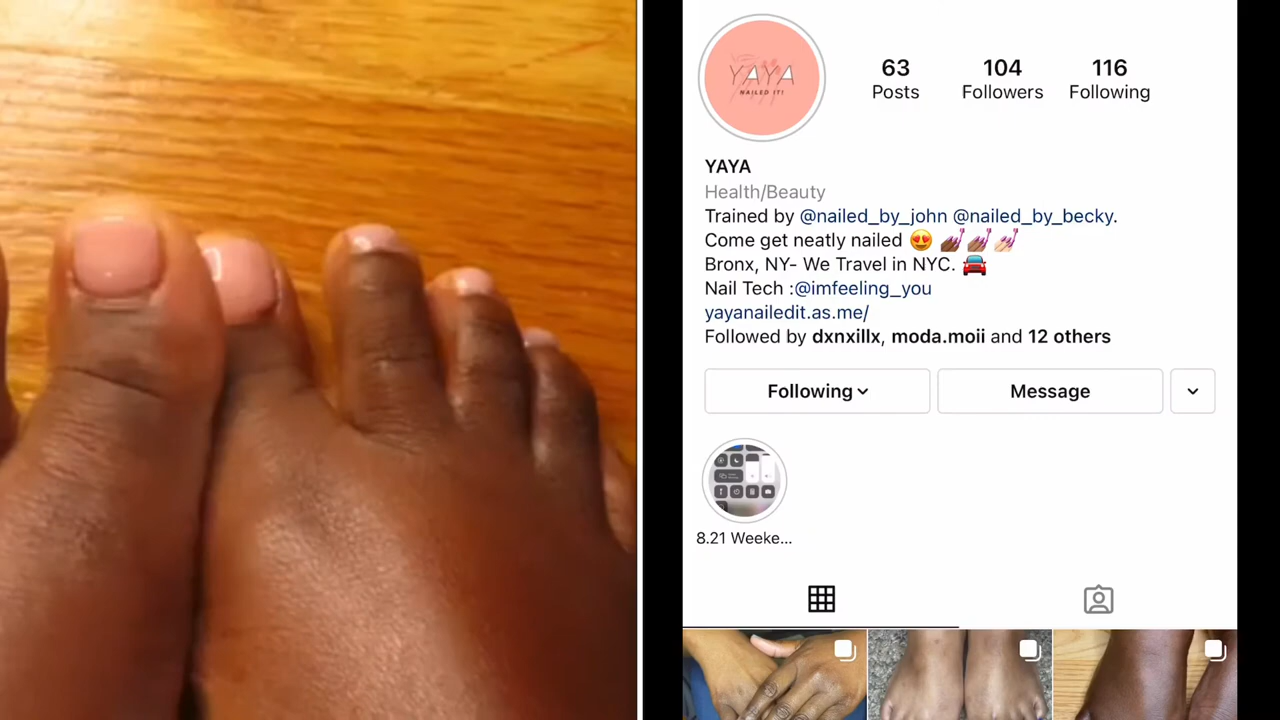 YAYA
NAILED IT!
63
Posts
104
Followers
116
Following
YAYA
Health/Beauty
Trained by @nailed_by_john @nailed_by_becky.
Come get neatly nailed 😍 💅🏾💅🏽💅🏻
Bronx, NY- We Travel in NYC. 🚘
Nail Tech :@imfeeling_you
yayanailedit.as.me/
Followed by dxnxillx, moda.moii and 12 others
Following
Message
8.21 Weeke...